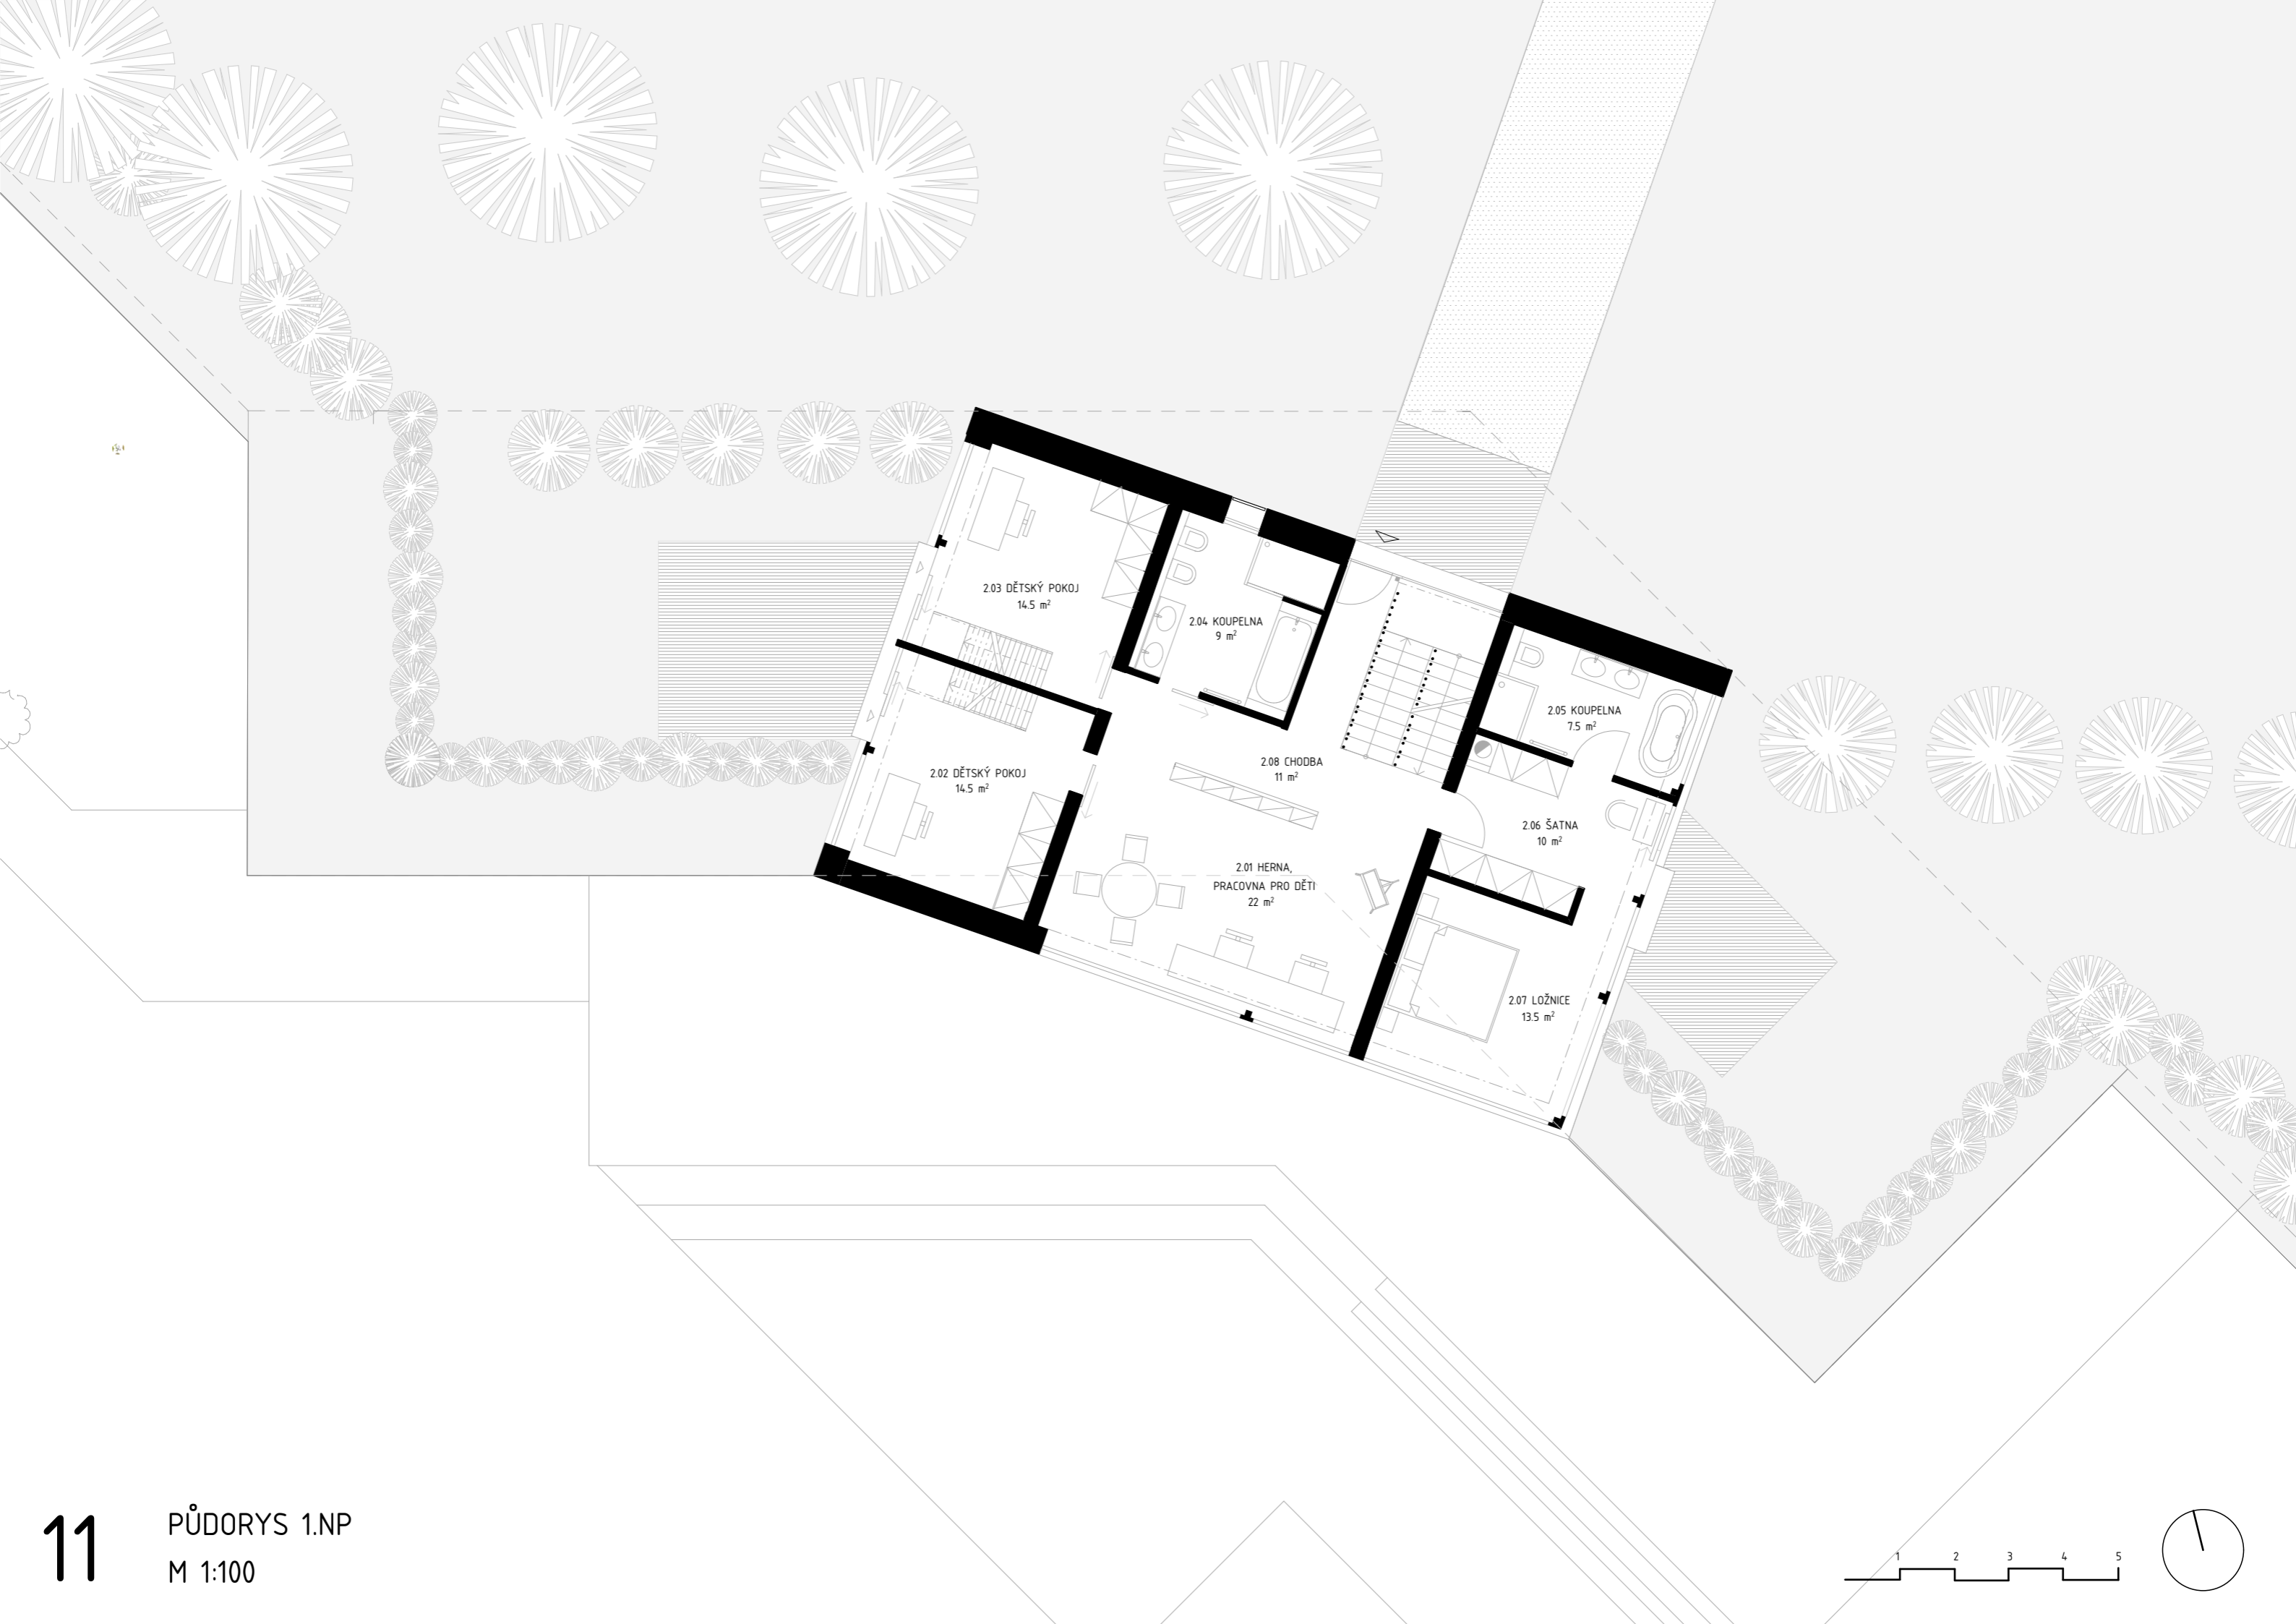 2.03 DĚTSKÝ POKOJ
14.5 m²
2.04 KOUPELNA
9 m²
2.05 KOUPELNA
7.5 m²
2.02 DĚTSKÝ POKOJ
14.5 m²
2.08 CHODBA
11 m²
2.06 ŠATNA
10 m²
2.01 HERNA,
PRACOVNA PRO DĚTI
22 m²
2.07 LOŽNICE
13.5 m²
11
PŮDORYS 1.NP
M 1:100
1 2 3 4 5